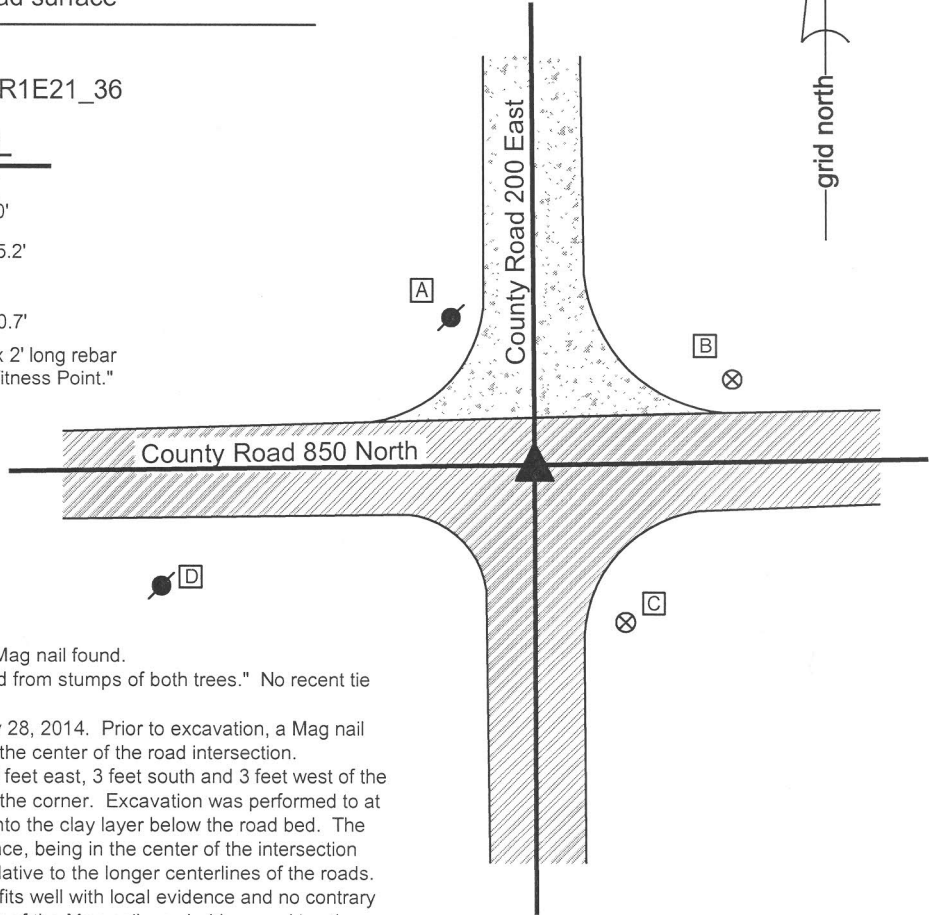 ad surface
R1E21_36
0'
5.2'
0.7'
x 2' long rebar
itness Point."
County Road 200 East
grid north
A
B
County Road 850 North
D
C
Mag nail found.
d from stumps of both trees." No recent tie
y 28, 2014. Prior to excavation, a Mag nail
the center of the road intersection.
feet east, 3 feet south and 3 feet west of the
the corner. Excavation was performed to at
nto the clay layer below the road bed. The
nce, being in the center of the intersection
lative to the longer centerlines of the roads.
fits well with local evidence and no contrary